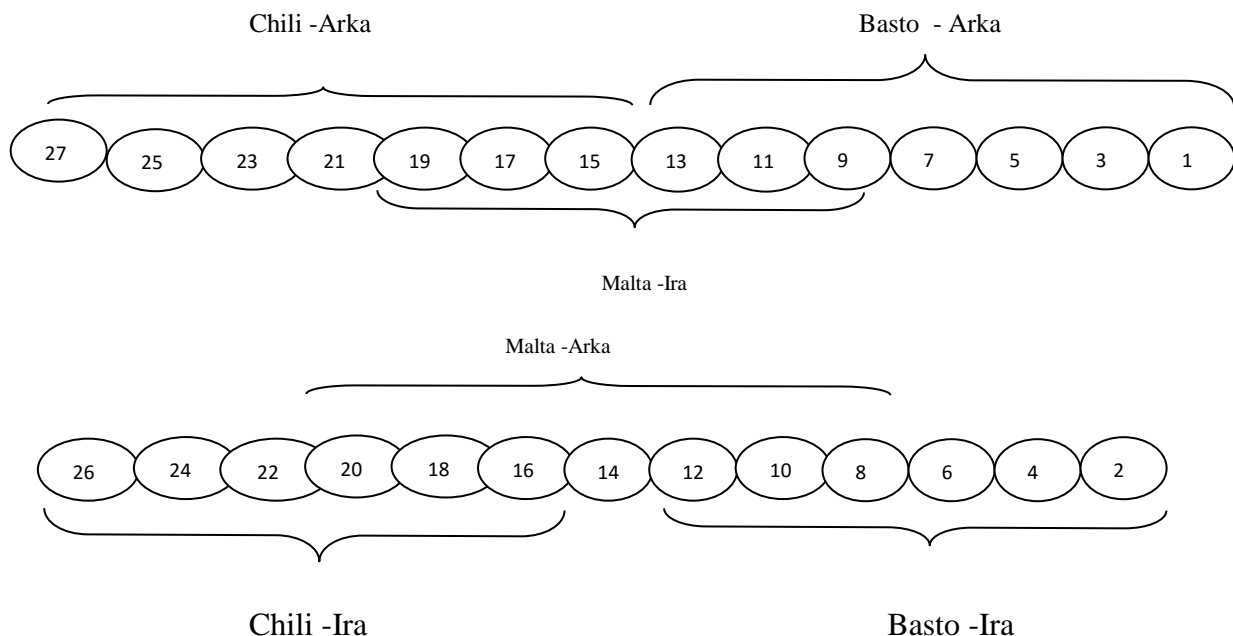 Chili -Arka Basto - Arka
27 25 23 21 19 17 15 13 11 9 7 5 3 1
Malta -Ira
Malta -Arka
26 24 22 20 18 16 14 12 10 8 6 4 2
Chili -Ira Basto -Ira